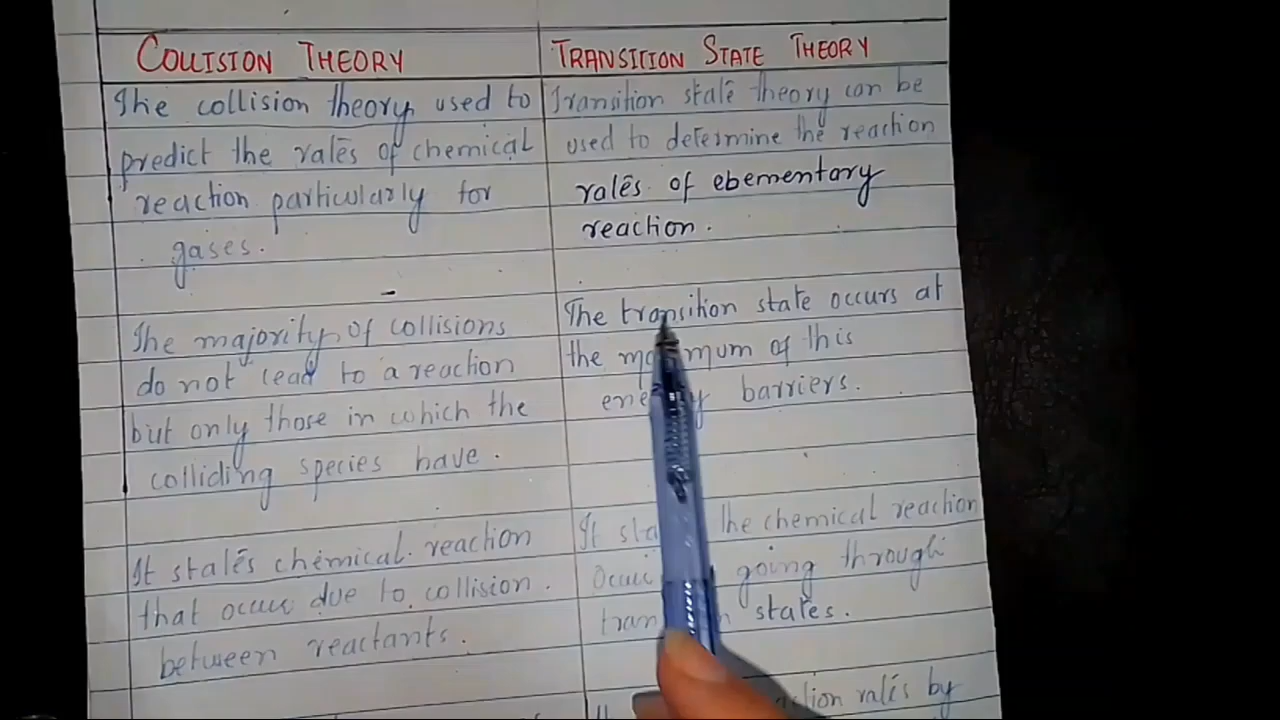 COLLISION THEORY
The collision theory used to
predict the rates of chemical
reaction particularly for
gases.
The majority of collisions
do not lead to a reaction
but only those in which the
colliding species have.
It states chemical reaction
that occur due to collision.
between reactants.
TRANSITION STATE THEORY
Transition state theory can be
used to determine the reaction
rates of ebementary
reaction.
The transition state occurs at
the of this
barriers.
It The chemical reaction
going through
states.
rates by